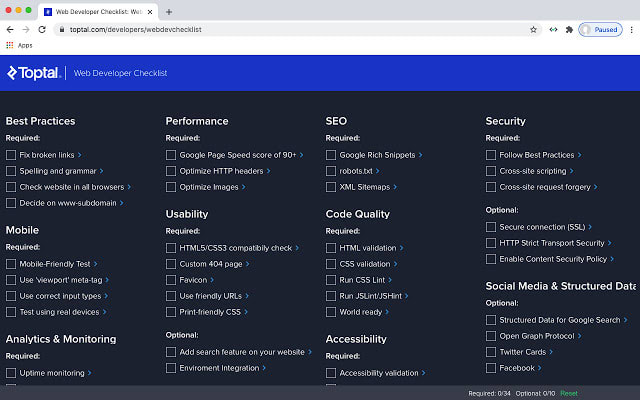 Web Developer Checklist: Web
toptal.com/developers/webdevchecklist
Paused
Apps
Toptal
Web Developer Checklist
Best Practices
Required:
Fix broken links
Spelling and grammar
Check website in all browsers
Decide on www-subdomain
Mobile
Required:
Mobile-Friendly Test
Use 'viewport' meta-tag
Use correct input types
Test using real devices
Analytics & Monitoring
Required:
Uptime monitoring
Performance
Required:
Google Page Speed score of 90+
Optimize HTTP headers
Optimize Images
Usability
Required:
HTML5/CSS3 compatibily check
Custom 404 page
Favicon
Use friendly URLs
Print-friendly CSS
Optional:
Add search feature on your website
Enviroment Integration
SEO
Required:
Google Rich Snippets
robots.txt
XML Sitemaps
Code Quality
Required:
HTML validation
CSS validation
Run CSS Lint
Run JSLint/JSHint
World ready
Accessibility
Required:
Accessibility validation
Security
Required:
Follow Best Practices
Cross-site scripting
Cross-site request forgery
Optional:
Secure connection (SSL)
HTTP Strict Transport Security
Enable Content Security Policy
Social Media & Structured Data
Optional:
Structured Data for Google Search
Open Graph Protocol
Twitter Cards
Facebook
Required: 0/34 Optional: 0/10 Reset